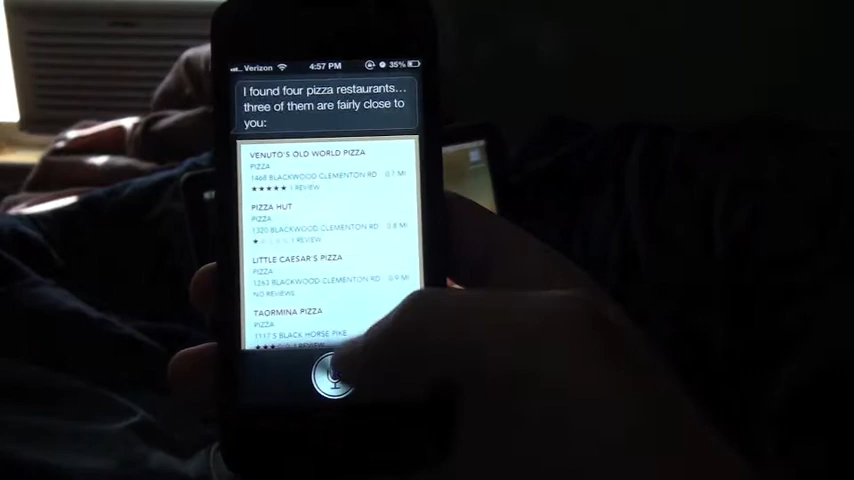 Verizon 4:57 PM 35%
I found four pizza restaurants...
three of them are fairly close to
you:
VENUTO'S OLD WORLD PIZZA
PIZZA
1468 BLACKWOOD CLEMENTON RD 0.7 MI
1 REVIEW
PIZZA HUT
PIZZA
1320 BLACKWOOD CLEMENTON RD 0.8 MI
1 REVIEW
LITTLE CAESAR'S PIZZA
PIZZA
1263 BLACKWOOD CLEMENTON RD 0.9 MI
NO REVIEWS
TAORMINA PIZZA
PIZZA
1117 S BLACK HORSE PIKE
1 REVIEW